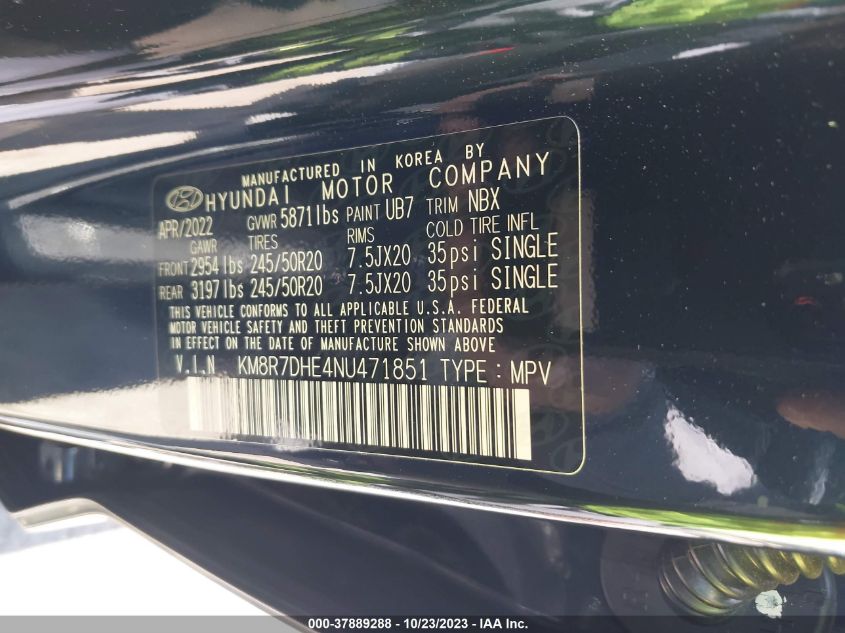 MANUFACTURED IN KOREA BY
HYUNDAI MOTOR COMPANY
APR/2022 GVWR 5871lbs PAINT UB7 TRIM NBX
GAWR TIRES RIMS COLD TIRE INFL
FRONT 2954lbs 245/50R20 7.5JX20 35psi SINGLE
REAR 3197lbs 245/50R20 7.5JX20 35psi SINGLE
THIS VEHICLE CONFORMS TO ALL APPLICABLE U.S.A. FEDERAL
MOTOR VEHICLE SAFETY AND THEFT PREVENTION STANDARDS
IN EFFECT ON THE DATE OF MANUFACTURE SHOWN ABOVE
V.I.N. KM8R7DHE4NU471851 TYPE : MPV
000-37889288 - 10/23/2023 - IAA Inc.